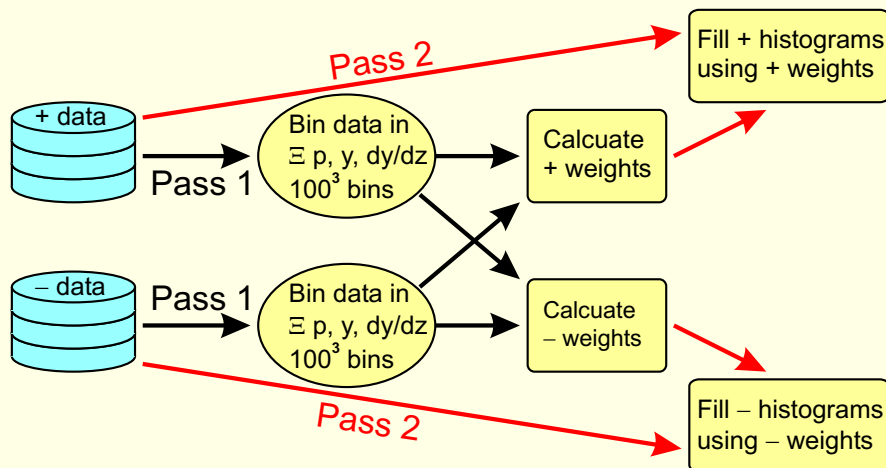 Pass 2
Fill + histograms
using + weights
+ data
Pass 1
Bin data in
Ξ p, y, dy/dz
100³ bins
Calcuate
+ weights
− data
Pass 1
Bin data in
Ξ p, y, dy/dz
100³ bins
Calcuate
− weights
Pass 2
Fill − histograms
using − weights